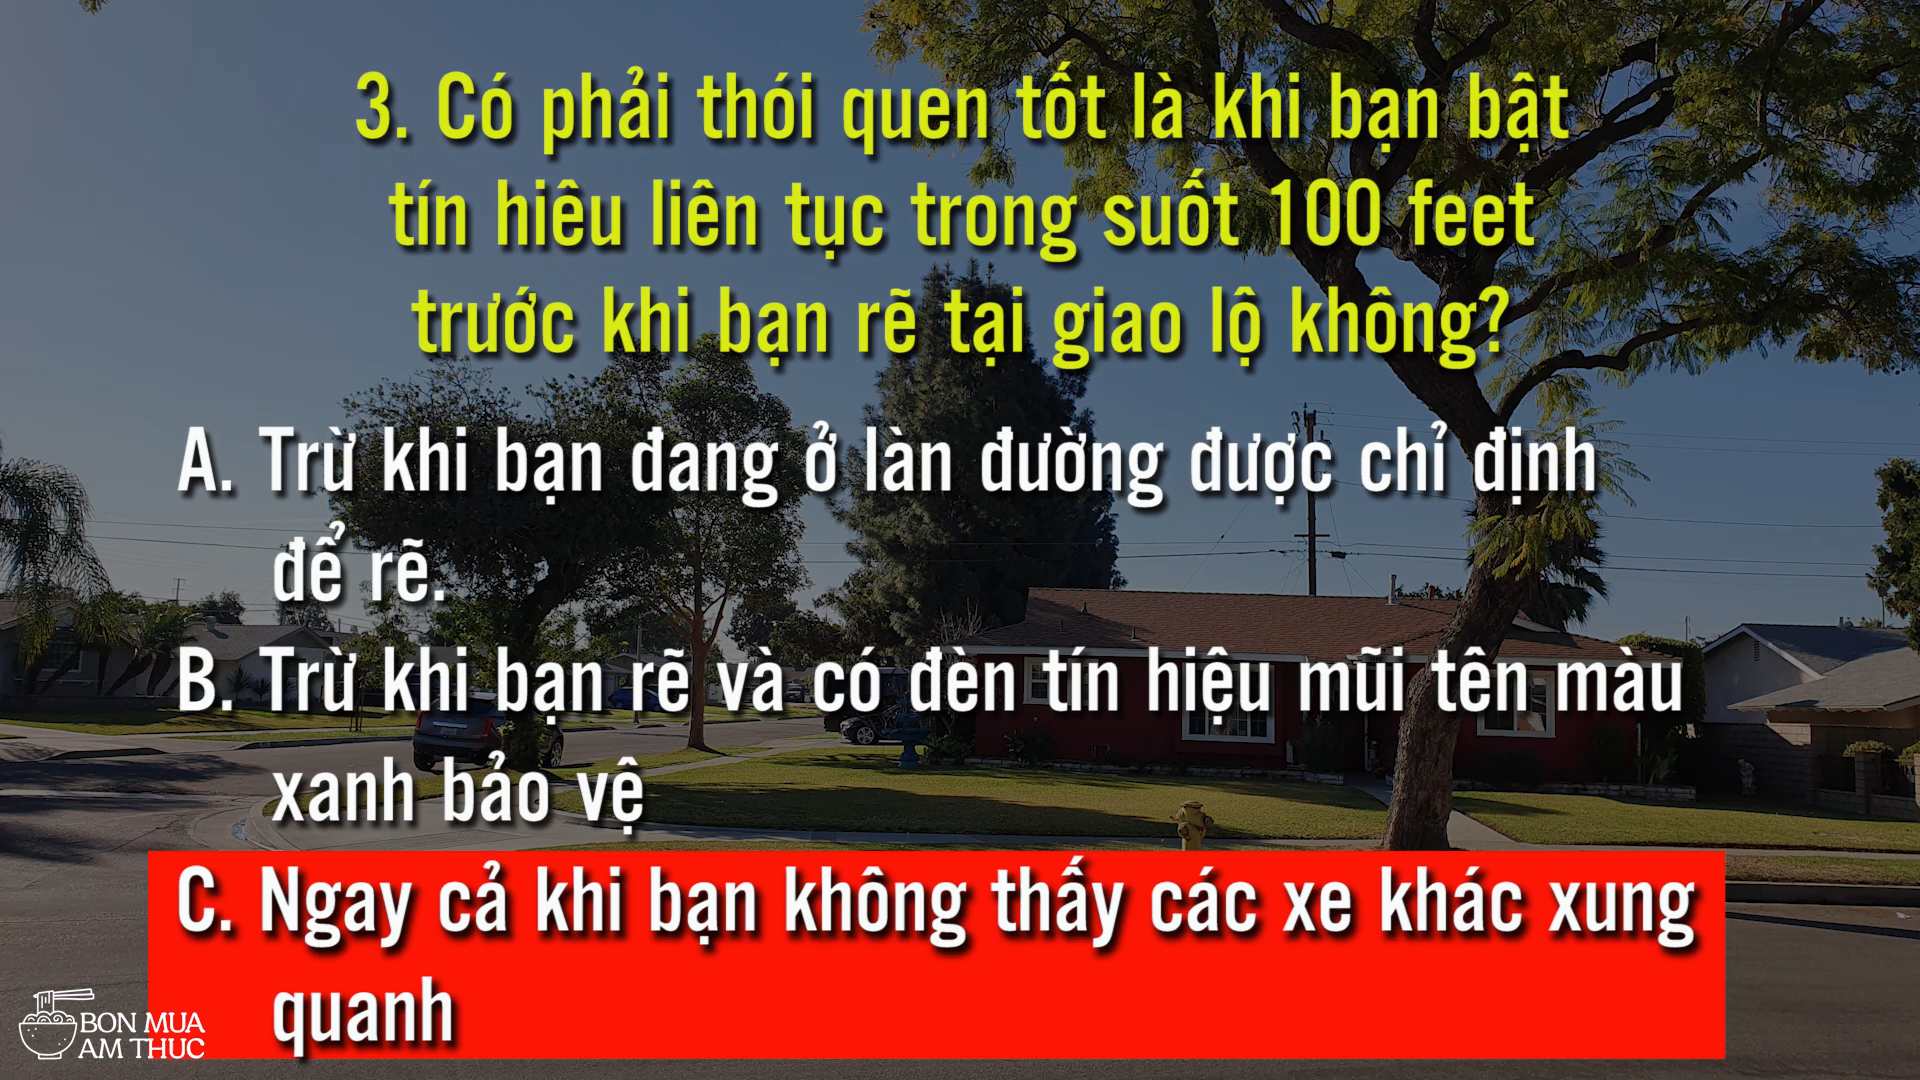 3. Có phải thói quen tốt là khi bạn bật
tín hiêu liên tục trong suốt 100 feet
trước khi bạn rẽ tại giao lộ không?
A. Trừ khi bạn đang ở làn đường được chỉ định
để rẽ.
B. Trừ khi bạn rẽ và có đèn tín hiệu mũi tên màu
xanh bảo vệ
C. Ngay cả khi bạn không thấy các xe khác xung
quanh
BON MUA
AM THUC